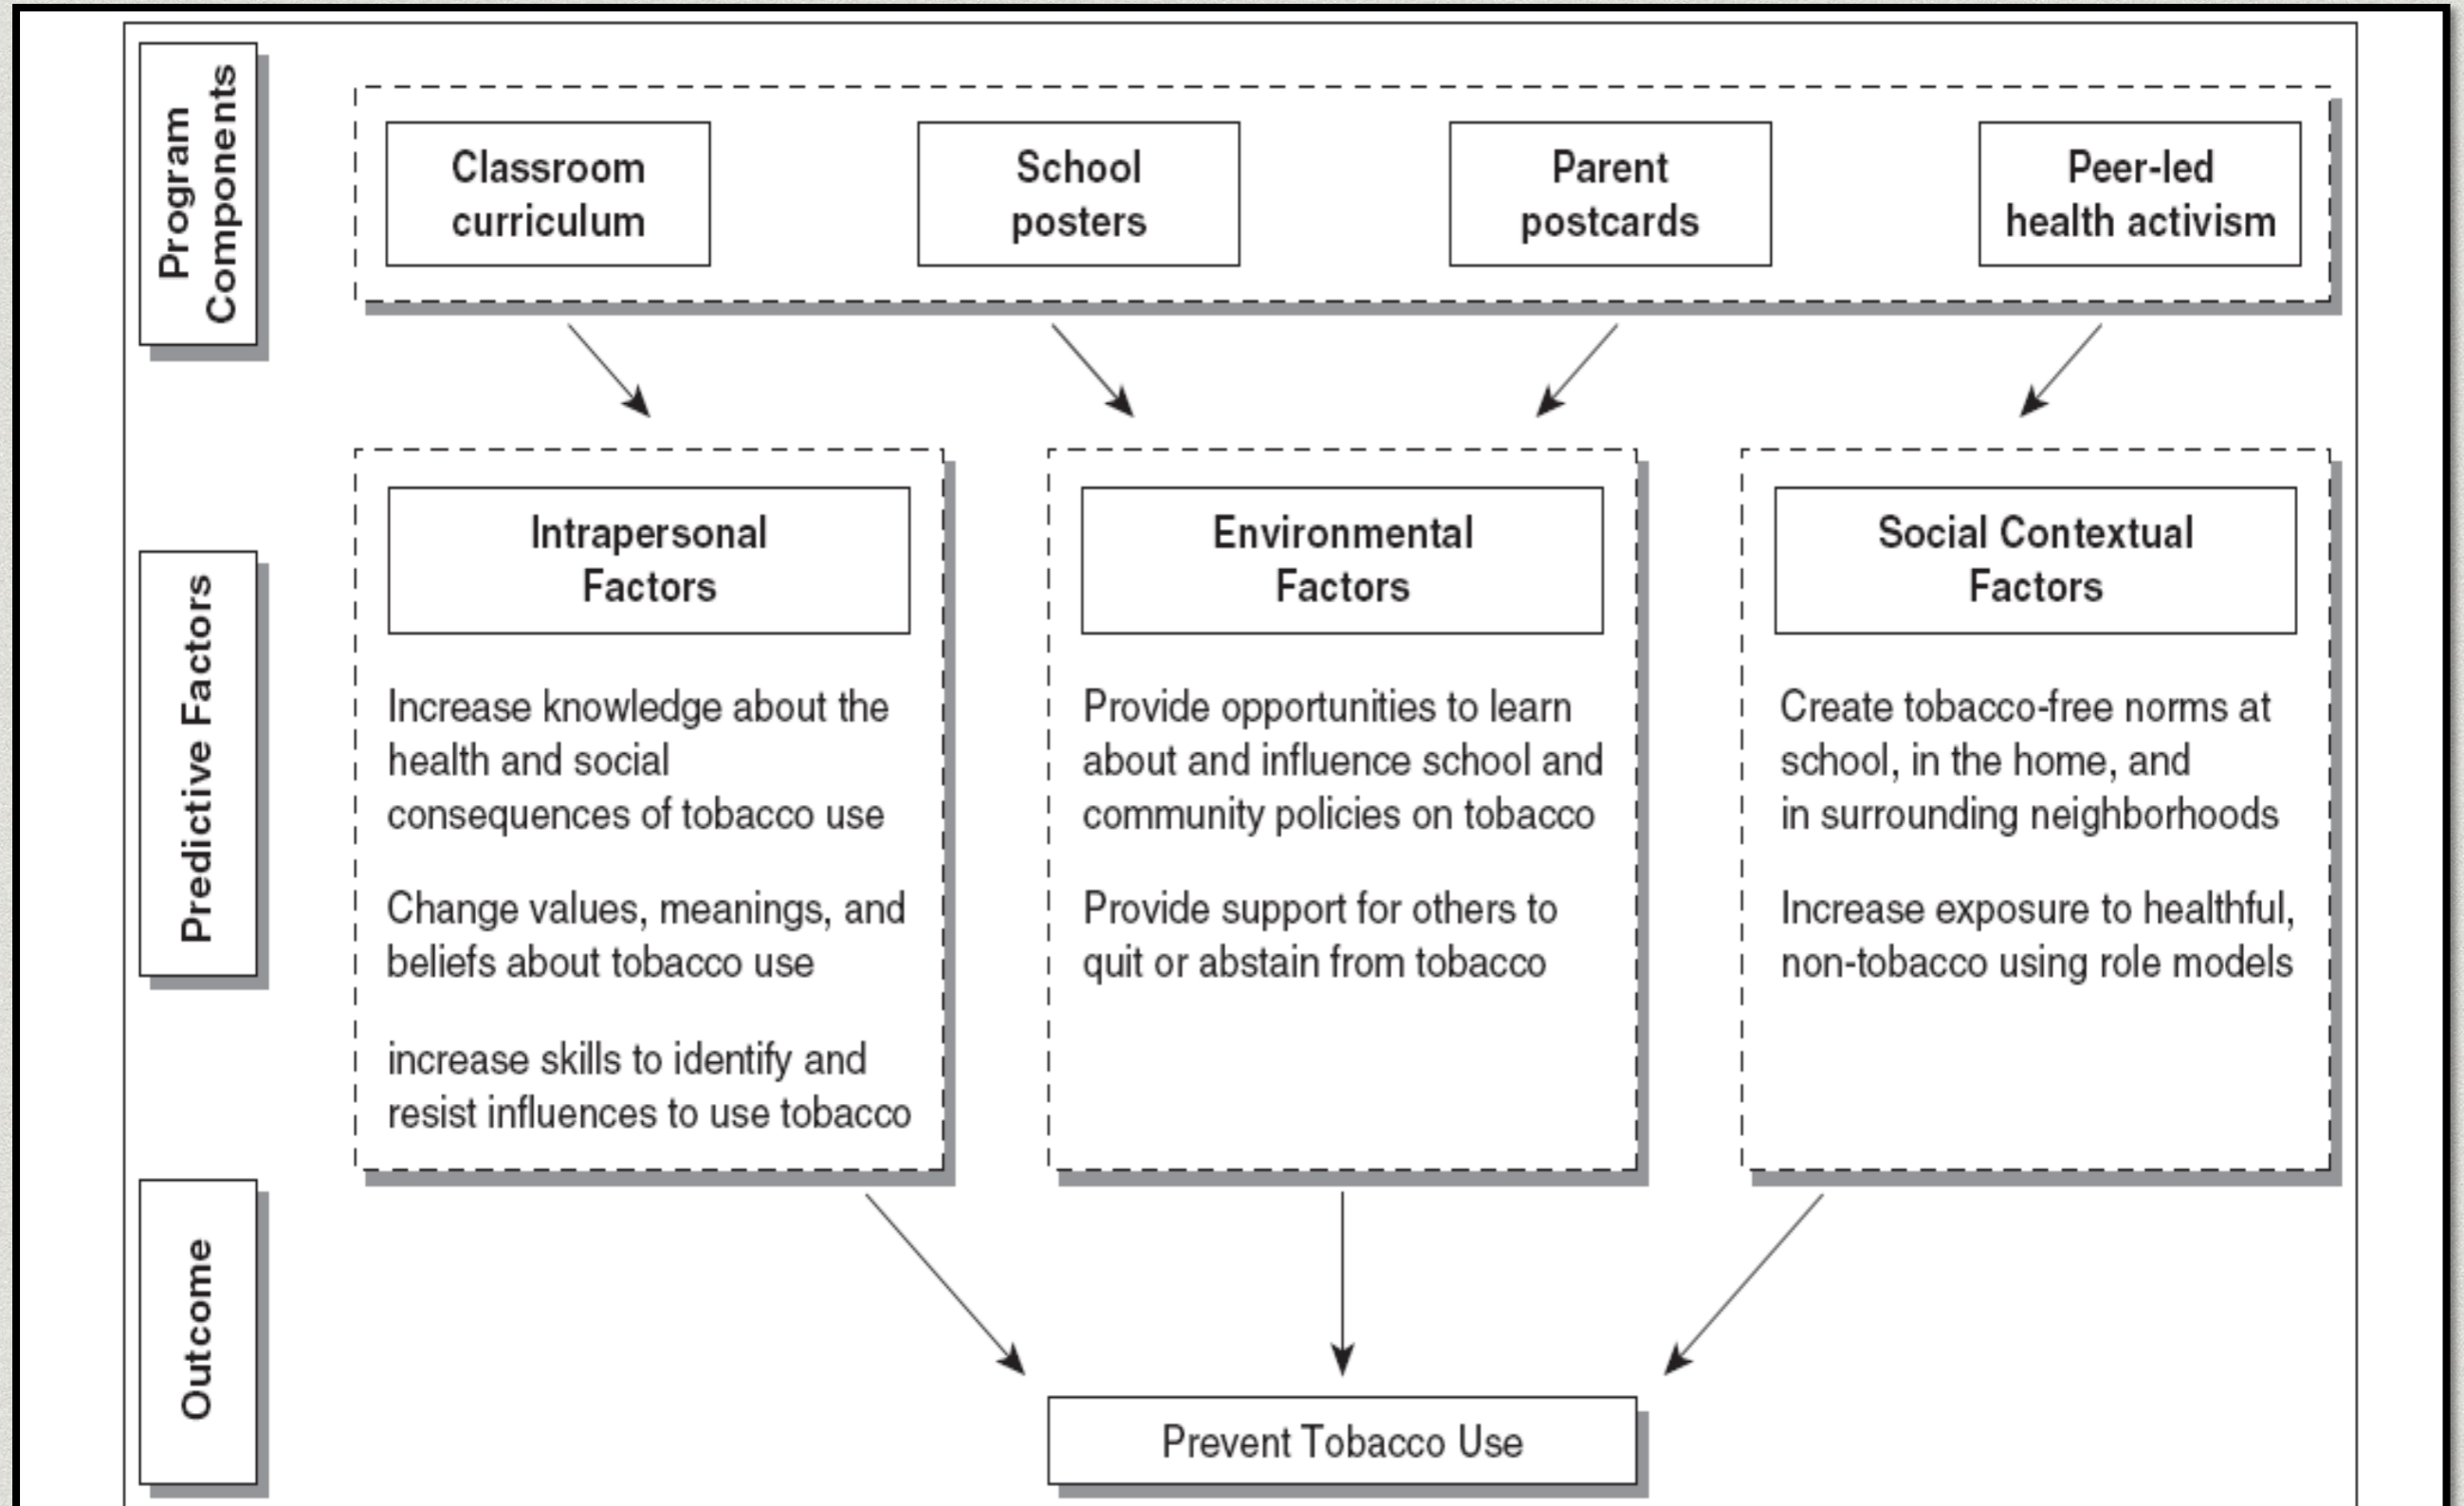 Program
Components
Classroom
curriculum
School
posters
Parent
postcards
Peer-led
health activism
Predictive Factors
Intrapersonal
Factors
Increase knowledge about the
health and social
consequences of tobacco use
Change values, meanings, and
beliefs about tobacco use
increase skills to identify and
resist influences to use tobacco
Environmental
Factors
Provide opportunities to learn
about and influence school and
community policies on tobacco
Provide support for others to
quit or abstain from tobacco
Social Contextual
Factors
Create tobacco-free norms at
school, in the home, and
in surrounding neighborhoods
Increase exposure to healthful,
non-tobacco using role models
Outcome
Prevent Tobacco Use